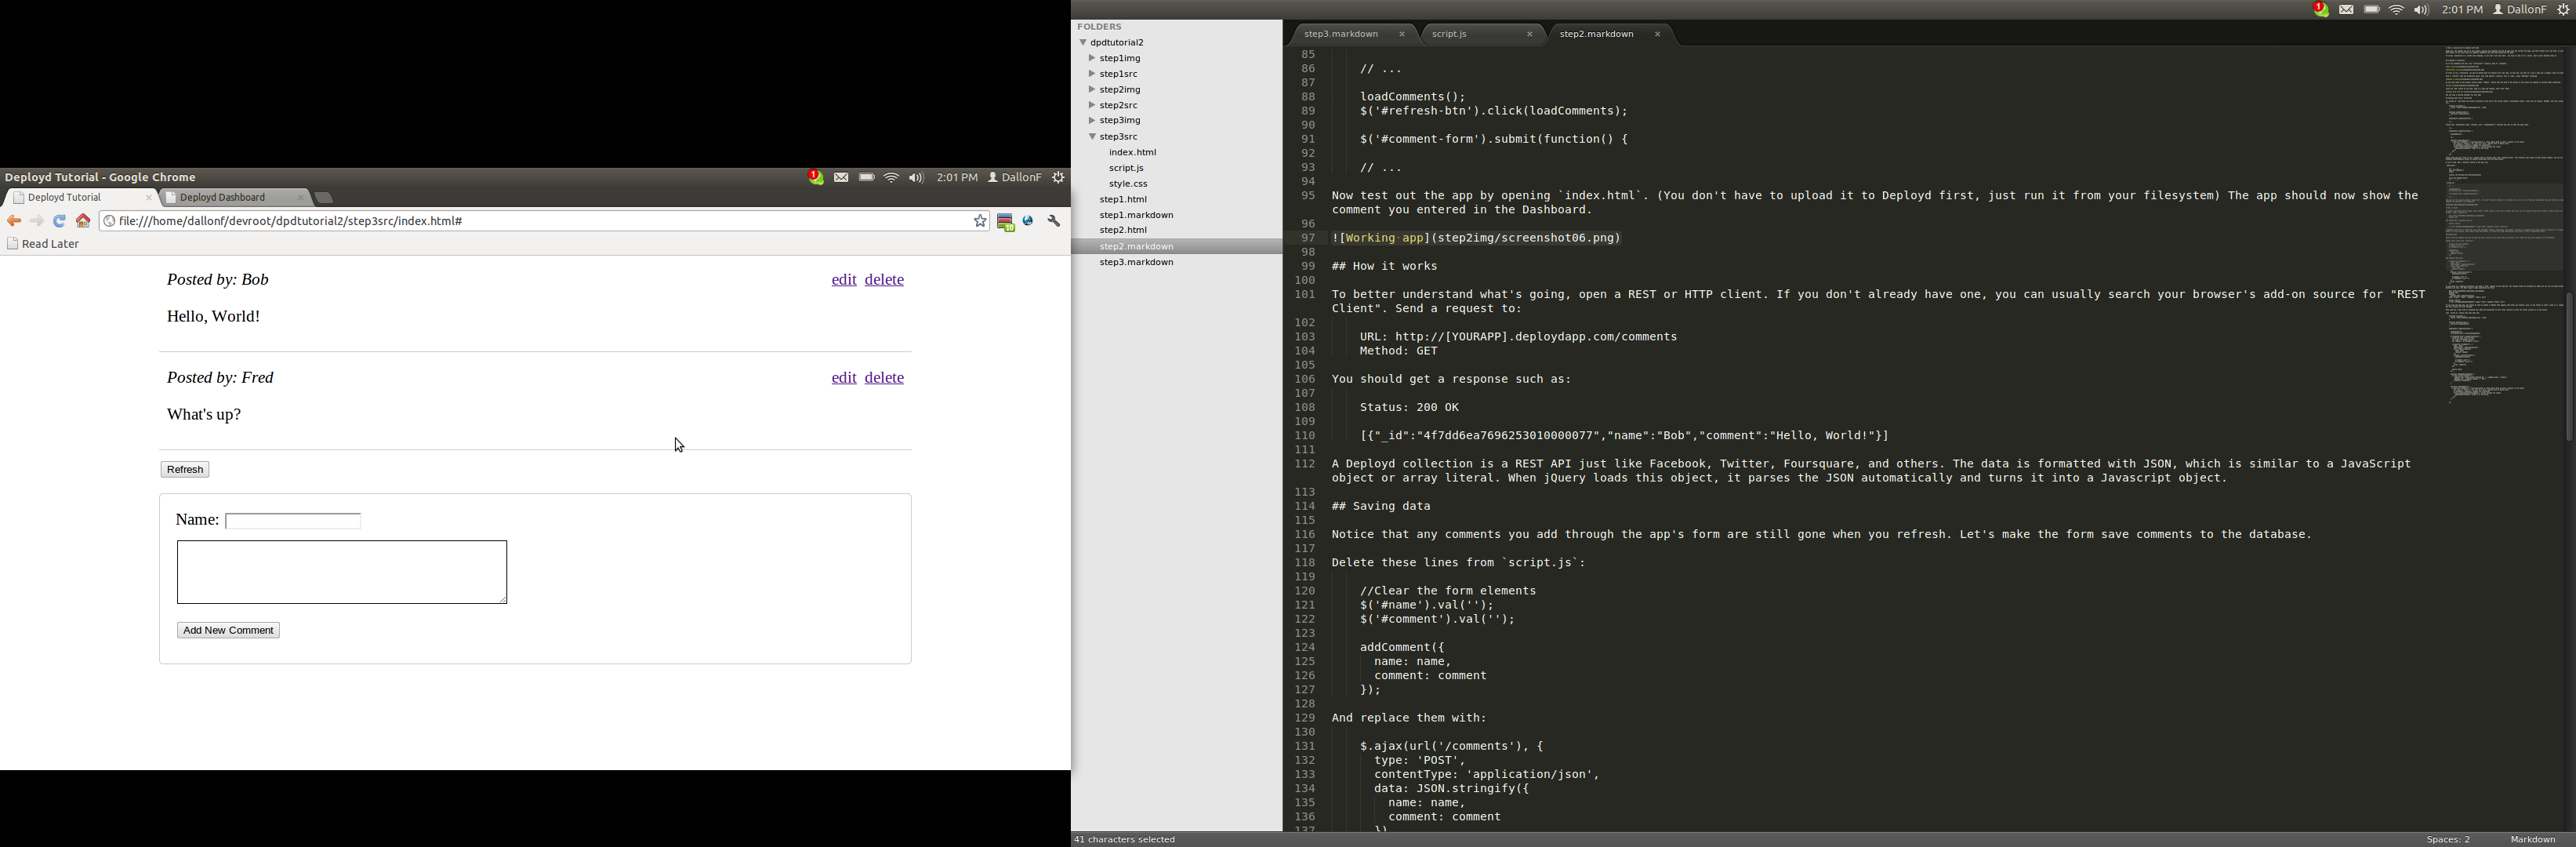 Deployd Tutorial - Google Chrome
1
2:01 PM
DallonF
Deployd Tutorial
Deployd Dashboard
file:///home/dallonf/devroot/dpdtutorial2/step3src/index.html#
10
Read Later
Posted by: Bob
edit delete
Hello, World!
Posted by: Fred
edit delete
What's up?
Refresh
Name:
Add New Comment
1
2:01 PM
DallonF
FOLDERS
dpdtutorial2
step1img
step1src
step2img
step2src
step3img
step3src
index.html
script.js
style.css
step1.html
step1.markdown
step2.html
step2.markdown
step3.markdown
step3.markdown
script.js
step2.markdown
85
86 // ...
87
88 loadComments();
89 $('#refresh-btn').click(loadComments);
90
91 $('#comment-form').submit(function() {
92
93 // ...
94
95 Now test out the app by opening `index.html`. (You don't have to upload it to Deployd first, just run it from your filesystem) The app should now show the
comment you entered in the Dashboard.
96
97 ![Working app](step2img/screenshot06.png)
98
99 ## How it works
100
101 To better understand what's going, open a REST or HTTP client. If you don't already have one, you can usually search your browser's add-on source for "REST
Client". Send a request to:
102
103 URL: http://[YOURAPP].deploydapp.com/comments
104 Method: GET
105
106 You should get a response such as:
107
108 Status: 200 OK
109
110 [{"_id":"4f7dd6ea7696253010000077","name":"Bob","comment":"Hello, World!"}]
111
112 A Deployd collection is a REST API just like Facebook, Twitter, Foursquare, and others. The data is formatted with JSON, which is similar to a JavaScript
object or array literal. When jQuery loads this object, it parses the JSON automatically and turns it into a Javascript object.
113
114 ## Saving data
115
116 Notice that any comments you add through the app's form are still gone when you refresh. Let's make the form save comments to the database.
117
118 Delete these lines from `script.js`:
119
120 //Clear the form elements
121 $('#name').val('');
122 $('#comment').val('');
123
124 addComment({
125 name: name,
126 comment: comment
127 });
128
129 And replace them with:
130
131 $.ajax(url('/comments'), {
132 type: 'POST',
133 contentType: 'application/json',
134 data: JSON.stringify({
135 name: name,
136 comment: comment
137 })
41 characters selected
Spaces: 2
Markdown